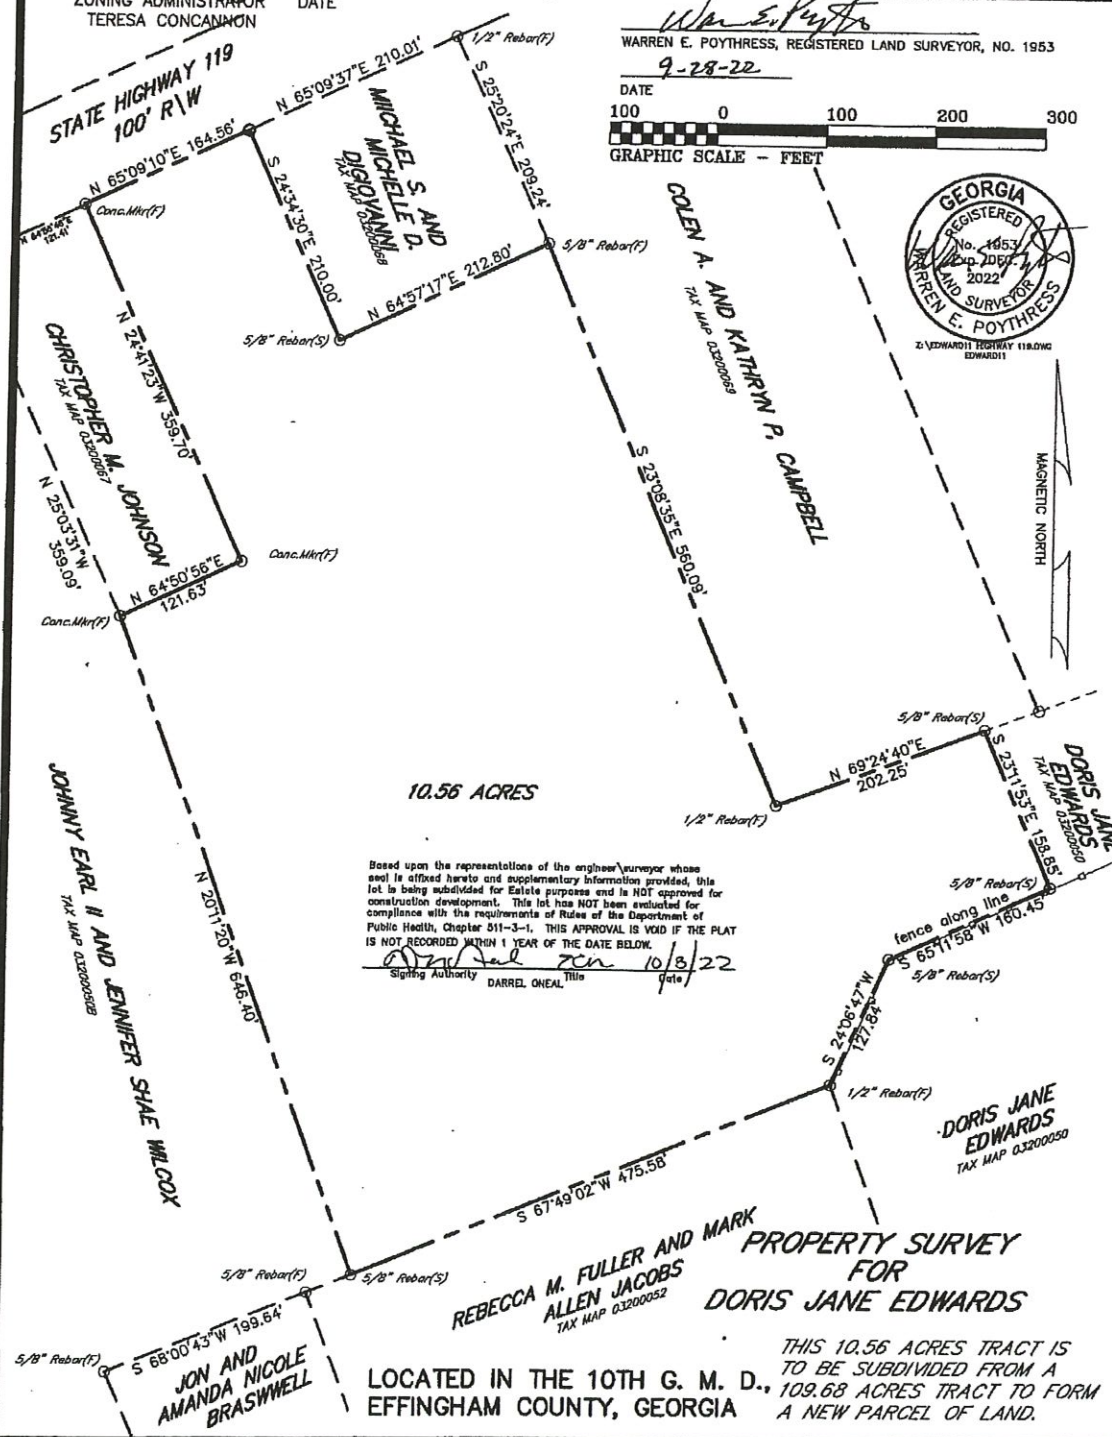 ZONING ADMINISTRATOR DATE
TERESA CONCANNON
WARREN E. POYTHRESS, REGISTERED LAND SURVEYOR, NO. 1953
9-28-22
DATE
100 0 100 200 300
GRAPHIC SCALE - FEET
GEORGIA
REGISTERED
No. 1953
Exp DEC.
2022
LAND SURVEYOR
WARREN E. POYTHRESS
Z:\EDWARD11 HIGHWAY 119.DWG
EDWARD11
MAGNETIC NORTH
STATE HIGHWAY 119
100' R\W
N 65°09'37"E 210.01'
1/2" Rebar(F)
N 65°09'10"E 164.56'
Conc.Mkr(F)
121.41'
S 25°20'24"E 209.24'
S 24°34'30"E 210.00'
MIICHAEL S. AND
MICHELLE D.
DIGIOVANNI
TAX MAP 03200068
N 64°57'17"E 212.80'
5/8" Rebar(F)
5/8" Rebar(S)
COLEN A. AND KATHRYN P. CAMPBELL
TAX MAP 03200069
CHRISTOPHER M. JOHNSON
TAX MAP 03200067
N 24°41'23"W 359.70'
N 25°03'31"W
359.09'
Conc.Mkr(F)
N 64°50'56"E
121.63'
Conc.Mkr(F)
S 23°08'35"E 560.09'
5/8" Rebar(S)
N 69°24'40"E
202.25'
1/2" Rebar(F)
S 23°11'53"E 158.85'
DORIS JANE
EDWARDS
TAX MAP 03200050
10.56 ACRES
Based upon the representations of the engineer\surveyor whose
seal is affixed hereto and supplementary information provided, this
lot is being subdivided for Estate purposes and is NOT approved for
construction development. This lot has NOT been evaluated for
compliance with the requirements of Rules of the Department of
Public Health, Chapter 511-3-1. THIS APPROVAL IS VOID IF THE PLAT
IS NOT RECORDED WITHIN 1 YEAR OF THE DATE BELOW.
10/3/22
Signing Authority DARREL ONEAL Title Date
JOHNNY EARL II AND JENNIFER SHAE WILCOX
TAX MAP 0320005OB
N 20°11'20"W 646.40'
5/8" Rebar(S)
fence along line
S 65°11'58"W 160.45'
5/8" Rebar(S)
S 24°06'47"W
127.84'
1/2" Rebar(F)
DORIS JANE
EDWARDS
TAX MAP 03200050
S 67°49'02"W 475.58'
5/8" Rebar(F)
5/8" Rebar(S)
REBECCA M. FULLER AND MARK
ALLEN JACOBS
TAX MAP 03200052
5/8" Rebar(F)
S 68°00'43"W 199.64'
JON AND
AMANDA NICOLE
BRASWWELL
PROPERTY SURVEY
FOR
DORIS JANE EDWARDS
LOCATED IN THE 10TH G. M. D.,
EFFINGHAM COUNTY, GEORGIA
THIS 10.56 ACRES TRACT IS
TO BE SUBDIVIDED FROM A
109.68 ACRES TRACT TO FORM
A NEW PARCEL OF LAND.